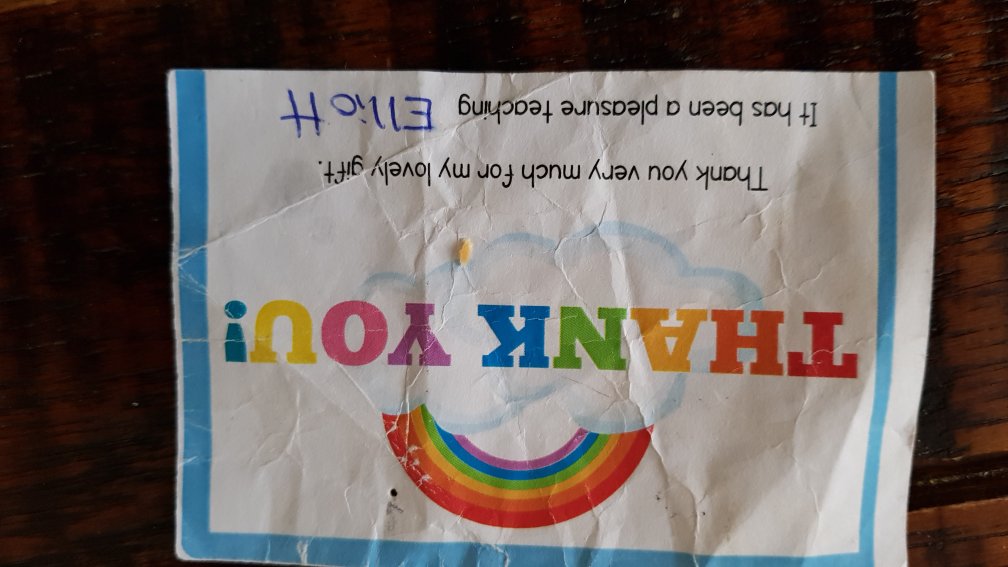 THANK YOU!
Thank you very much for my lovely gift.
It has been a pleasure teaching Elliott